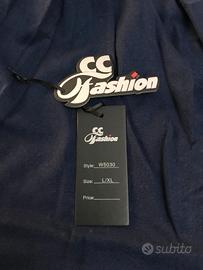 CC
Fashion
CC
Fashion
Style: W5030
Size: L/XL
Price:
subito